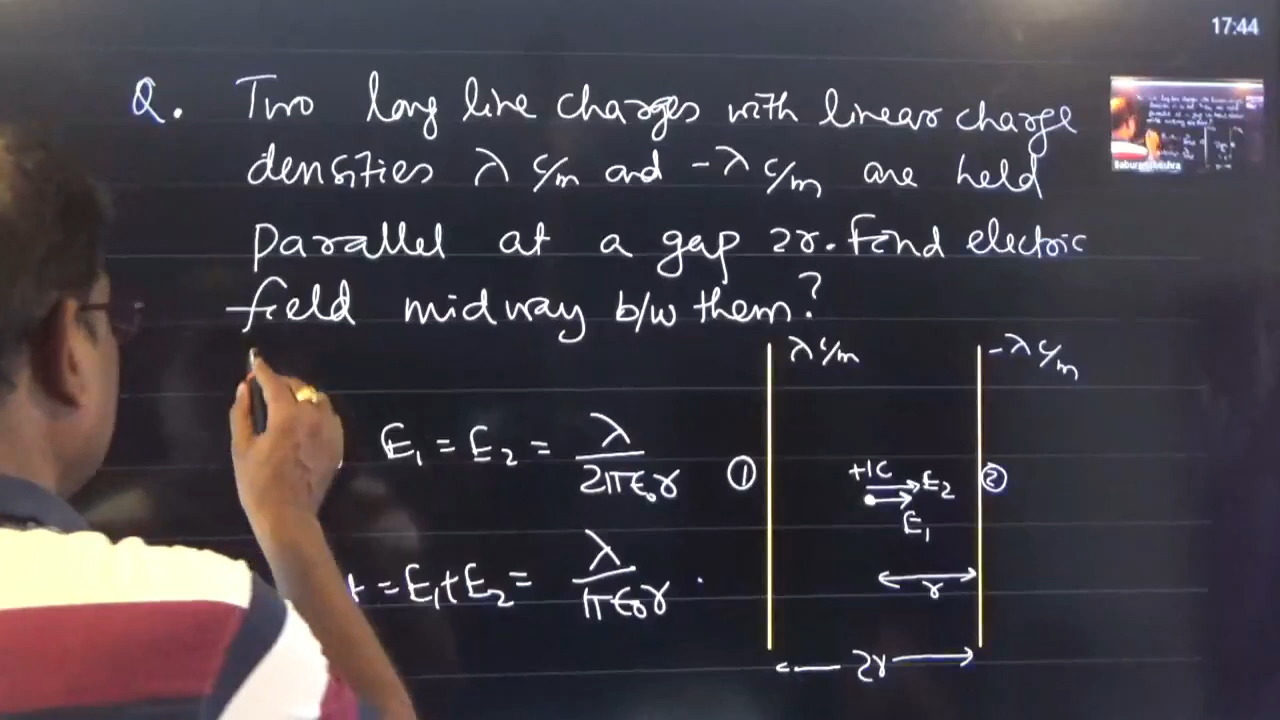 17:44
Q. Two long line charges with linear charge
densities λ C/m and -λ C/m are held
parallel at a gap 2r. Find electric
field midway b/w them?
λ C/m
-λ C/m
E₁ = E₂ = λ/2πϵ₀r
①
+1C
E₂
②
E₁
= E₁+E₂ = λ/πϵ₀r
r
2r